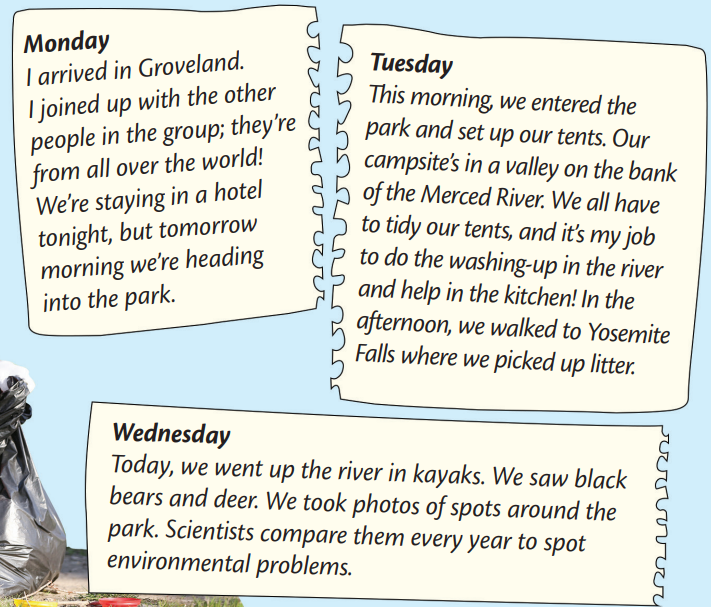 Monday
I arrived in Groveland.
I joined up with the other
people in the group; they're
from all over the world!
We're staying in a hotel
tonight, but tomorrow
morning we're heading
into the park.
Tuesday
This morning, we entered the
park and set up our tents. Our
campsite's in a valley on the bank
of the Merced River. We all have
to tidy our tents, and it's my job
to do the washing-up in the river
and help in the kitchen! In the
afternoon, we walked to Yosemite
Falls where we picked up litter.
Wednesday
Today, we went up the river in kayaks. We saw black
bears and deer. We took photos of spots around the
park. Scientists compare them every year to spot
environmental problems.